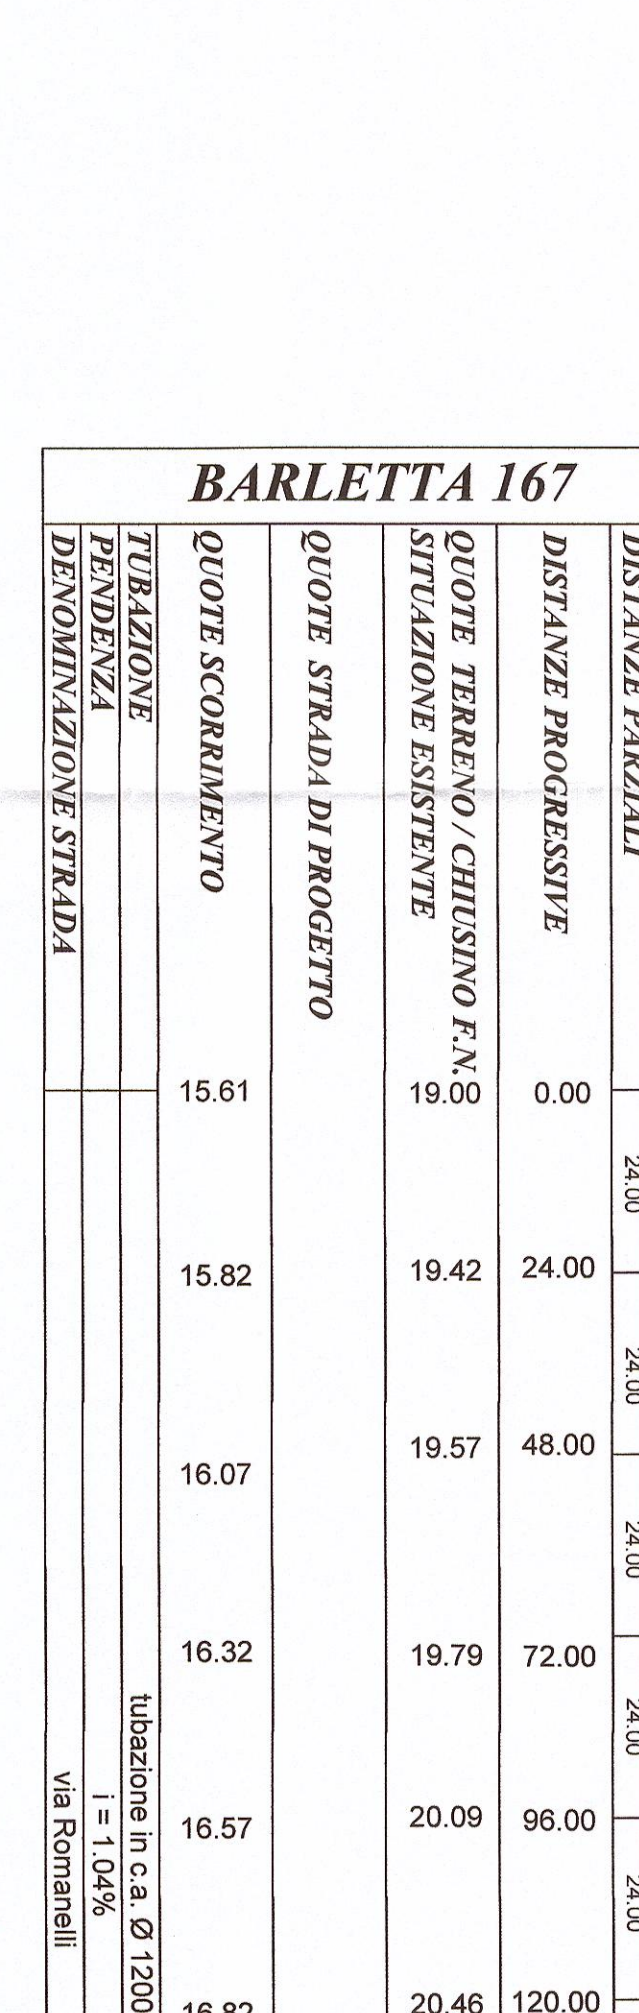 BARLETTA 167
DISTANZE PARZIALI
DISTANZE PROGRESSIVE
QUOTE TERRENO / CHIUSINO F.N.
SITUAZIONE ESISTENTE
QUOTE STRADA DI PROGETTO
QUOTE SCORRIMENTO
TUBAZIONE
PENDENZA
DENOMINAZIONE STRADA
15.61 19.00 0.00
24.00
15.82 19.42 24.00
24.00
16.07 19.57 48.00
24.00
16.32 19.79 72.00
24.00
16.57 20.09 96.00
24.00
16.82 20.46 120.00
tubazione in c.a. Ø 1200
i = 1.04%
via Romanelli